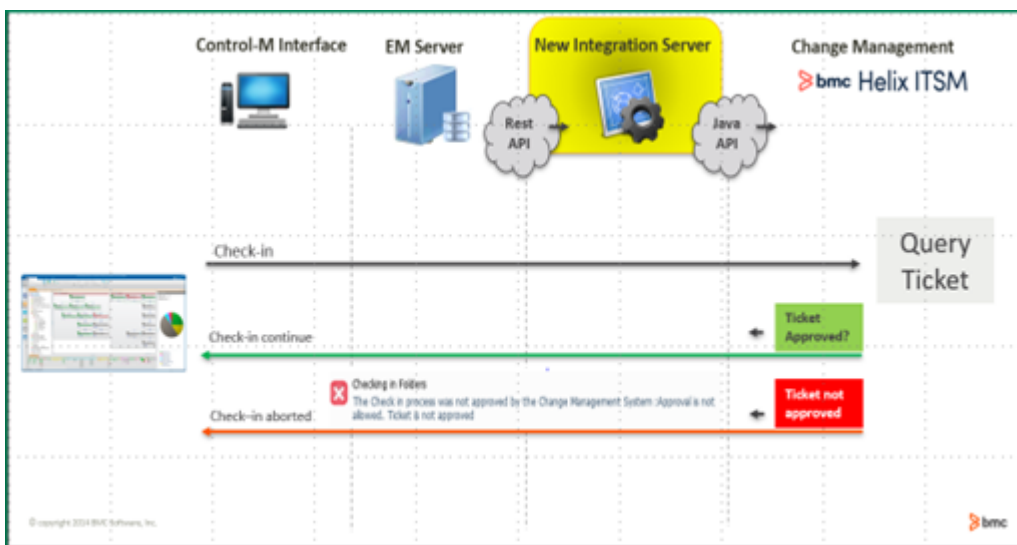 Control-M Interface
EM Server
New Integration Server
Change Management
bmc Helix ITSM
Rest
API
Java
API
Check-in
Query
Ticket
Ticket
Approved?
Check-in continue
Checking in Folders
The Check in process was not approved by the Change Management System :Approval is not
allowed. Ticket is not approved
Ticket not
approved
Check–in aborted
© copyright 2014 BMC Software, Inc.
bmc